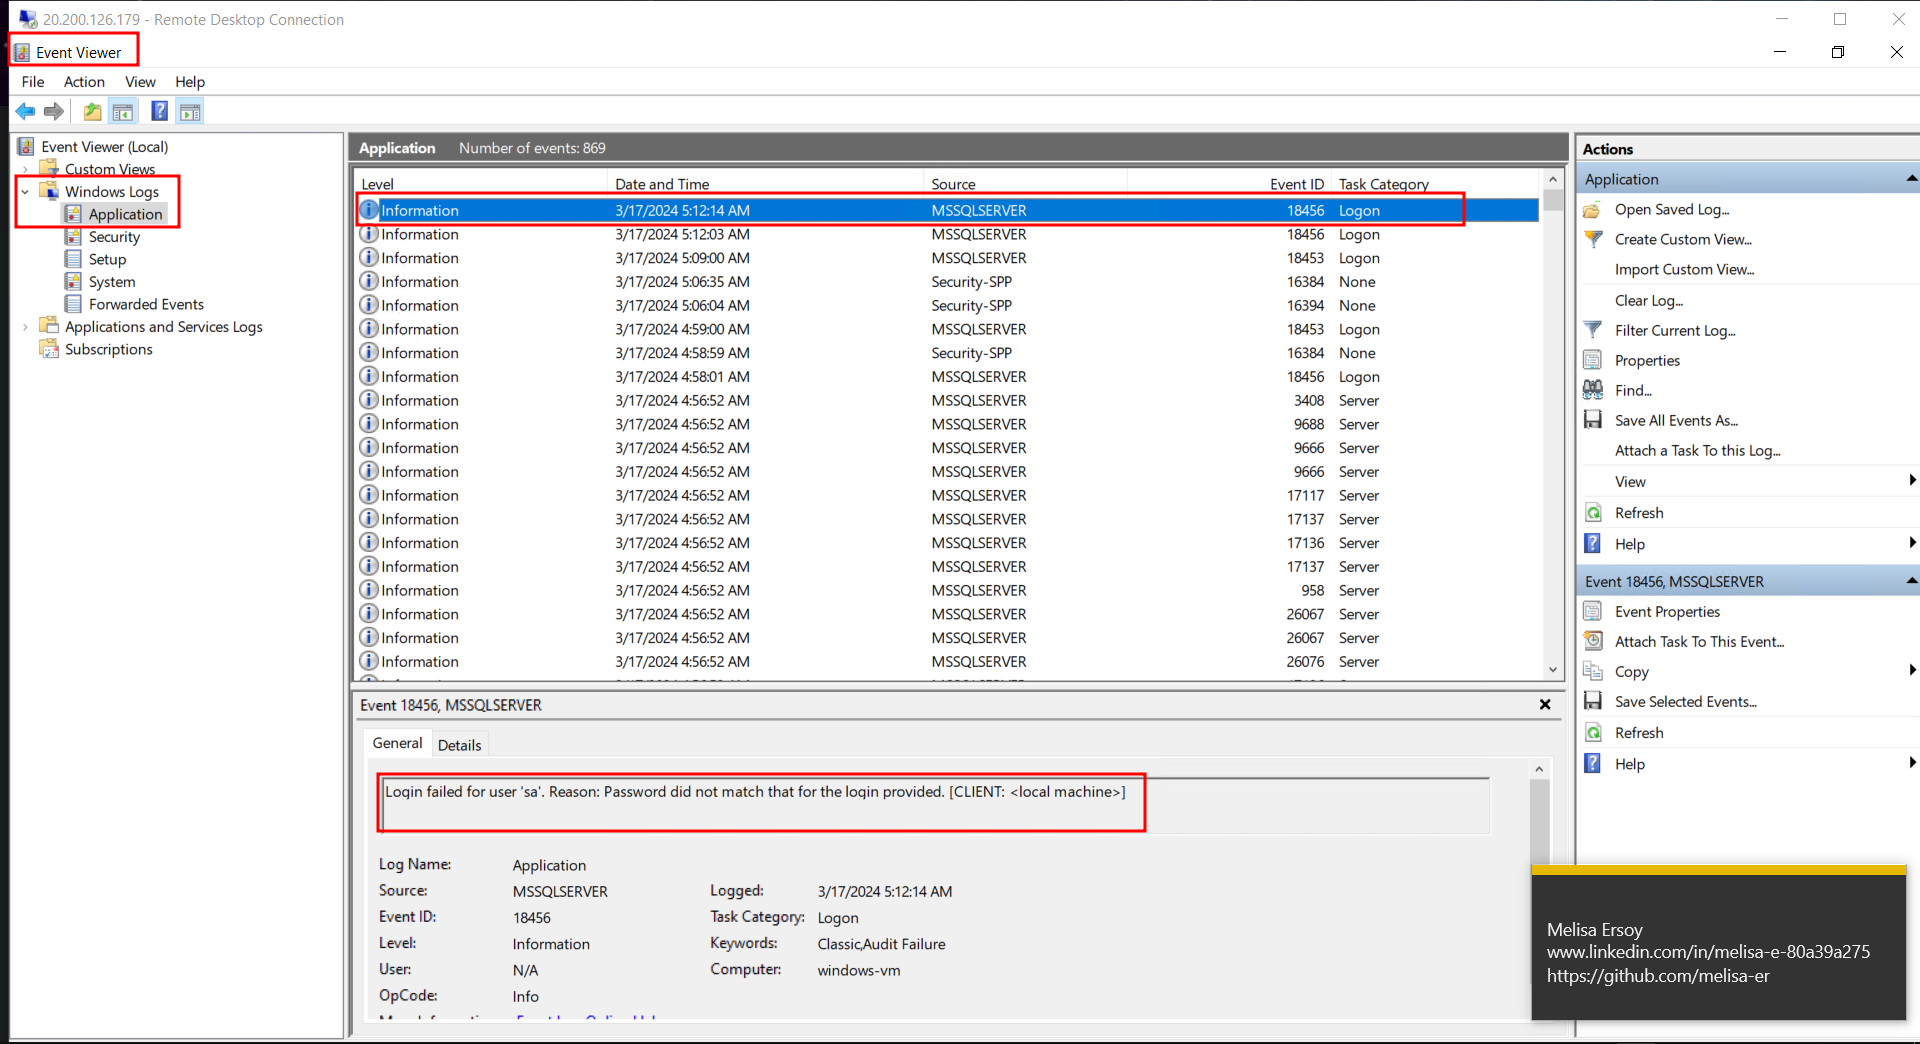 20.200.126.179 - Remote Desktop Connection
Event Viewer
File Action View Help
Event Viewer (Local)
Custom Views
Windows Logs
Application
Security
Setup
System
Forwarded Events
Applications and Services Logs
Subscriptions
Application Number of events: 869
Level Date and Time Source Event ID Task Category
Information 3/17/2024 5:12:14 AM MSSQLSERVER 18456 Logon
Information 3/17/2024 5:12:03 AM MSSQLSERVER 18456 Logon
Information 3/17/2024 5:09:00 AM MSSQLSERVER 18453 Logon
Information 3/17/2024 5:06:35 AM Security-SPP 16384 None
Information 3/17/2024 5:06:04 AM Security-SPP 16394 None
Information 3/17/2024 4:59:00 AM MSSQLSERVER 18453 Logon
Information 3/17/2024 4:58:59 AM Security-SPP 16384 None
Information 3/17/2024 4:58:01 AM MSSQLSERVER 18456 Logon
Information 3/17/2024 4:56:52 AM MSSQLSERVER 3408 Server
Information 3/17/2024 4:56:52 AM MSSQLSERVER 9688 Server
Information 3/17/2024 4:56:52 AM MSSQLSERVER 9666 Server
Information 3/17/2024 4:56:52 AM MSSQLSERVER 9666 Server
Information 3/17/2024 4:56:52 AM MSSQLSERVER 17117 Server
Information 3/17/2024 4:56:52 AM MSSQLSERVER 17137 Server
Information 3/17/2024 4:56:52 AM MSSQLSERVER 17136 Server
Information 3/17/2024 4:56:52 AM MSSQLSERVER 17137 Server
Information 3/17/2024 4:56:52 AM MSSQLSERVER 958 Server
Information 3/17/2024 4:56:52 AM MSSQLSERVER 26067 Server
Information 3/17/2024 4:56:52 AM MSSQLSERVER 26067 Server
Information 3/17/2024 4:56:52 AM MSSQLSERVER 26076 Server
Event 18456, MSSQLSERVER
General Details
Login failed for user 'sa'. Reason: Password did not match that for the login provided. [CLIENT: <local machine>]
Log Name: Application
Source: MSSQLSERVER Logged: 3/17/2024 5:12:14 AM
Event ID: 18456 Task Category: Logon
Level: Information Keywords: Classic,Audit Failure
User: N/A Computer: windows-vm
OpCode: Info
Actions
Application
Open Saved Log...
Create Custom View...
Import Custom View...
Clear Log...
Filter Current Log...
Properties
Find...
Save All Events As...
Attach a Task To this Log...
View
Refresh
Help
Event 18456, MSSQLSERVER
Event Properties
Attach Task To This Event...
Copy
Save Selected Events...
Refresh
Help
Melisa Ersoy
www.linkedin.com/in/melisa-e-80a39a275
https://github.com/melisa-er